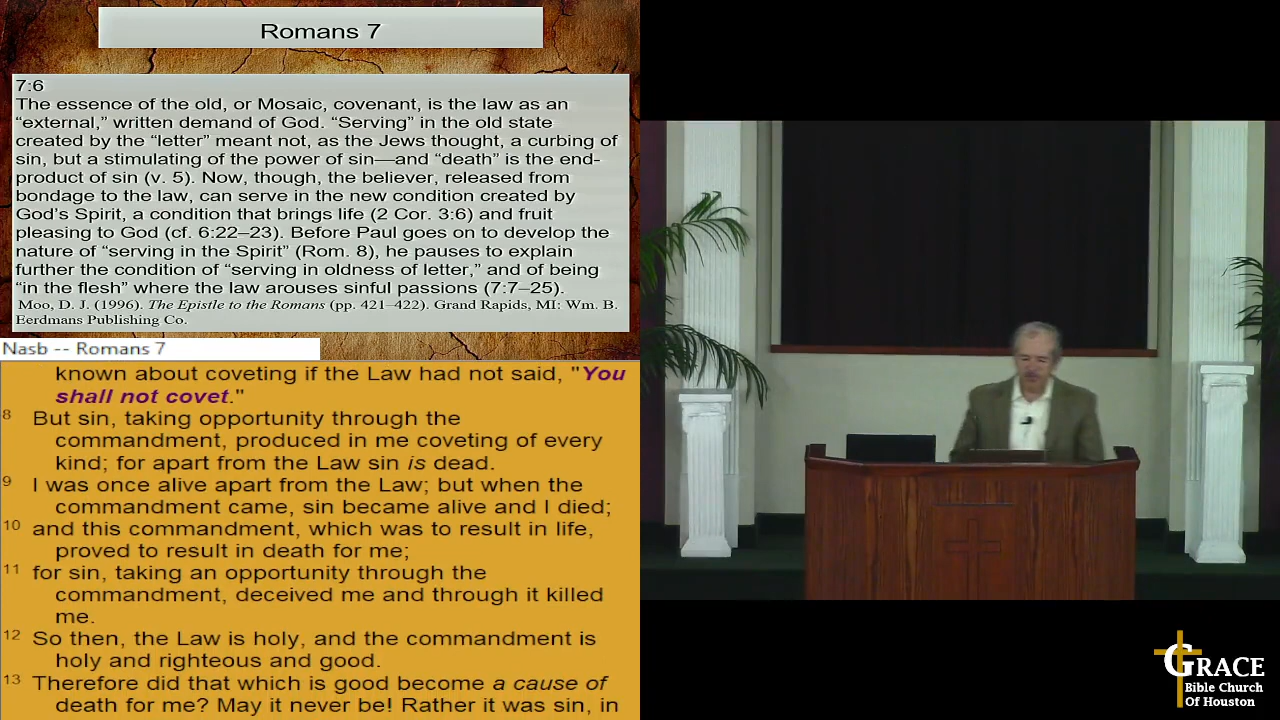 Romans 7
7:6
The essence of the old, or Mosaic, covenant, is the law as an
“external,” written demand of God. “Serving” in the old state
created by the “letter” meant not, as the Jews thought, a curbing of
sin, but a stimulating of the power of sin—and “death” is the end-
product of sin (v. 5). Now, though, the believer, released from
bondage to the law, can serve in the new condition created by
God’s Spirit, a condition that brings life (2 Cor. 3:6) and fruit
pleasing to God (cf. 6:22–23). Before Paul goes on to develop the
nature of “serving in the Spirit” (Rom. 8), he pauses to explain
further the condition of “serving in oldness of letter,” and of being
“in the flesh” where the law arouses sinful passions (7:7–25).
Moo, D. J. (1996). The Epistle to the Romans (pp. 421–422). Grand Rapids, MI: Wm. B.
Eerdmans Publishing Co.
Nasb -- Romans 7
known about coveting if the Law had not said, "You
shall not covet."
8 But sin, taking opportunity through the
commandment, produced in me coveting of every
kind; for apart from the Law sin is dead.
9 I was once alive apart from the Law; but when the
commandment came, sin became alive and I died;
10 and this commandment, which was to result in life,
proved to result in death for me;
11 for sin, taking an opportunity through the
commandment, deceived me and through it killed
me.
12 So then, the Law is holy, and the commandment is
holy and righteous and good.
13 Therefore did that which is good become a cause of
death for me? May it never be! Rather it was sin, in
GRACE
Bible Church
Of Houston